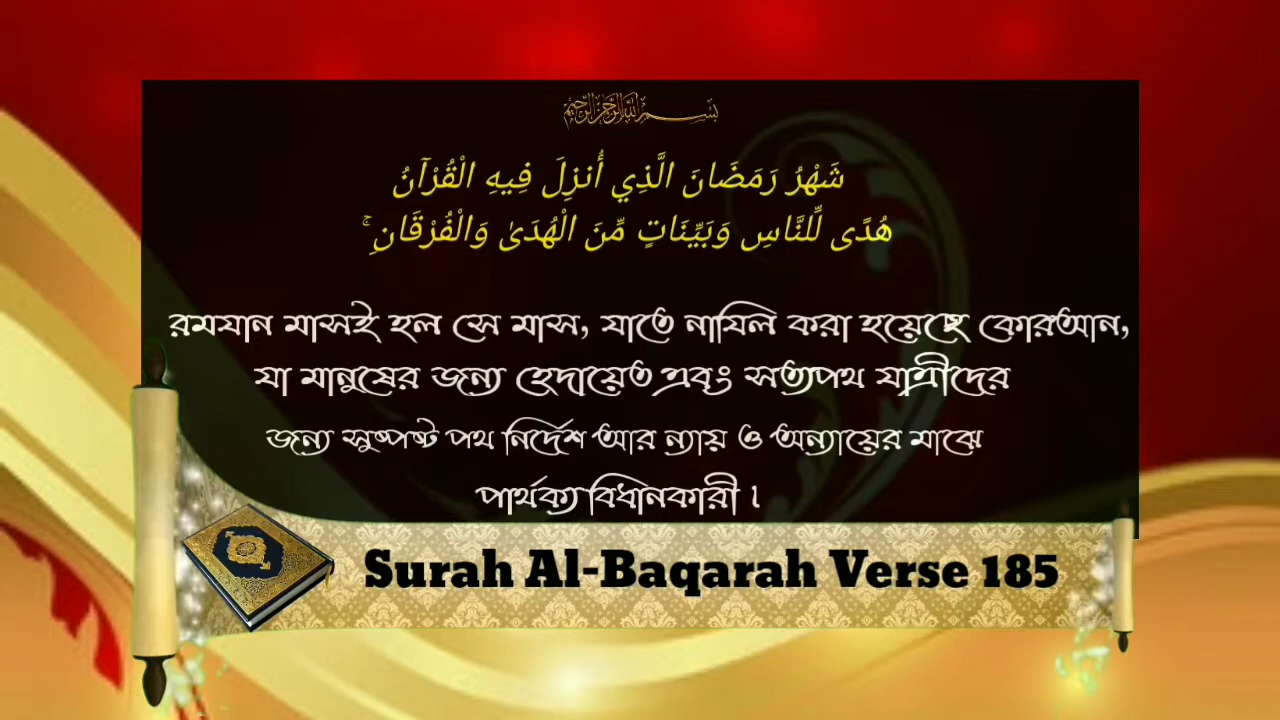 بسم الله الرحمن الرحيم
شَهْرُ رَمَضَانَ الَّذِي أُنزِلَ فِيهِ الْقُرْآنُ
هُدًى لِّلنَّاسِ وَبَيِّنَاتٍ مِّنَ الْهُدَىٰ وَالْفُرْقَانِ ۚ
রমযান মাসই হল সে মাস, যাতে নাযিল করা হয়েছে কোরআন,
যা মানুষের জন্য হেদায়েত এবং সত্যপথ যাত্রীদের
জন্য সুষ্পষ্ট পথ নির্দেশ আর ন্যায় ও অন্যায়ের মাঝে
পার্থক্য বিধানকারী।
Surah Al-Baqarah Verse 185